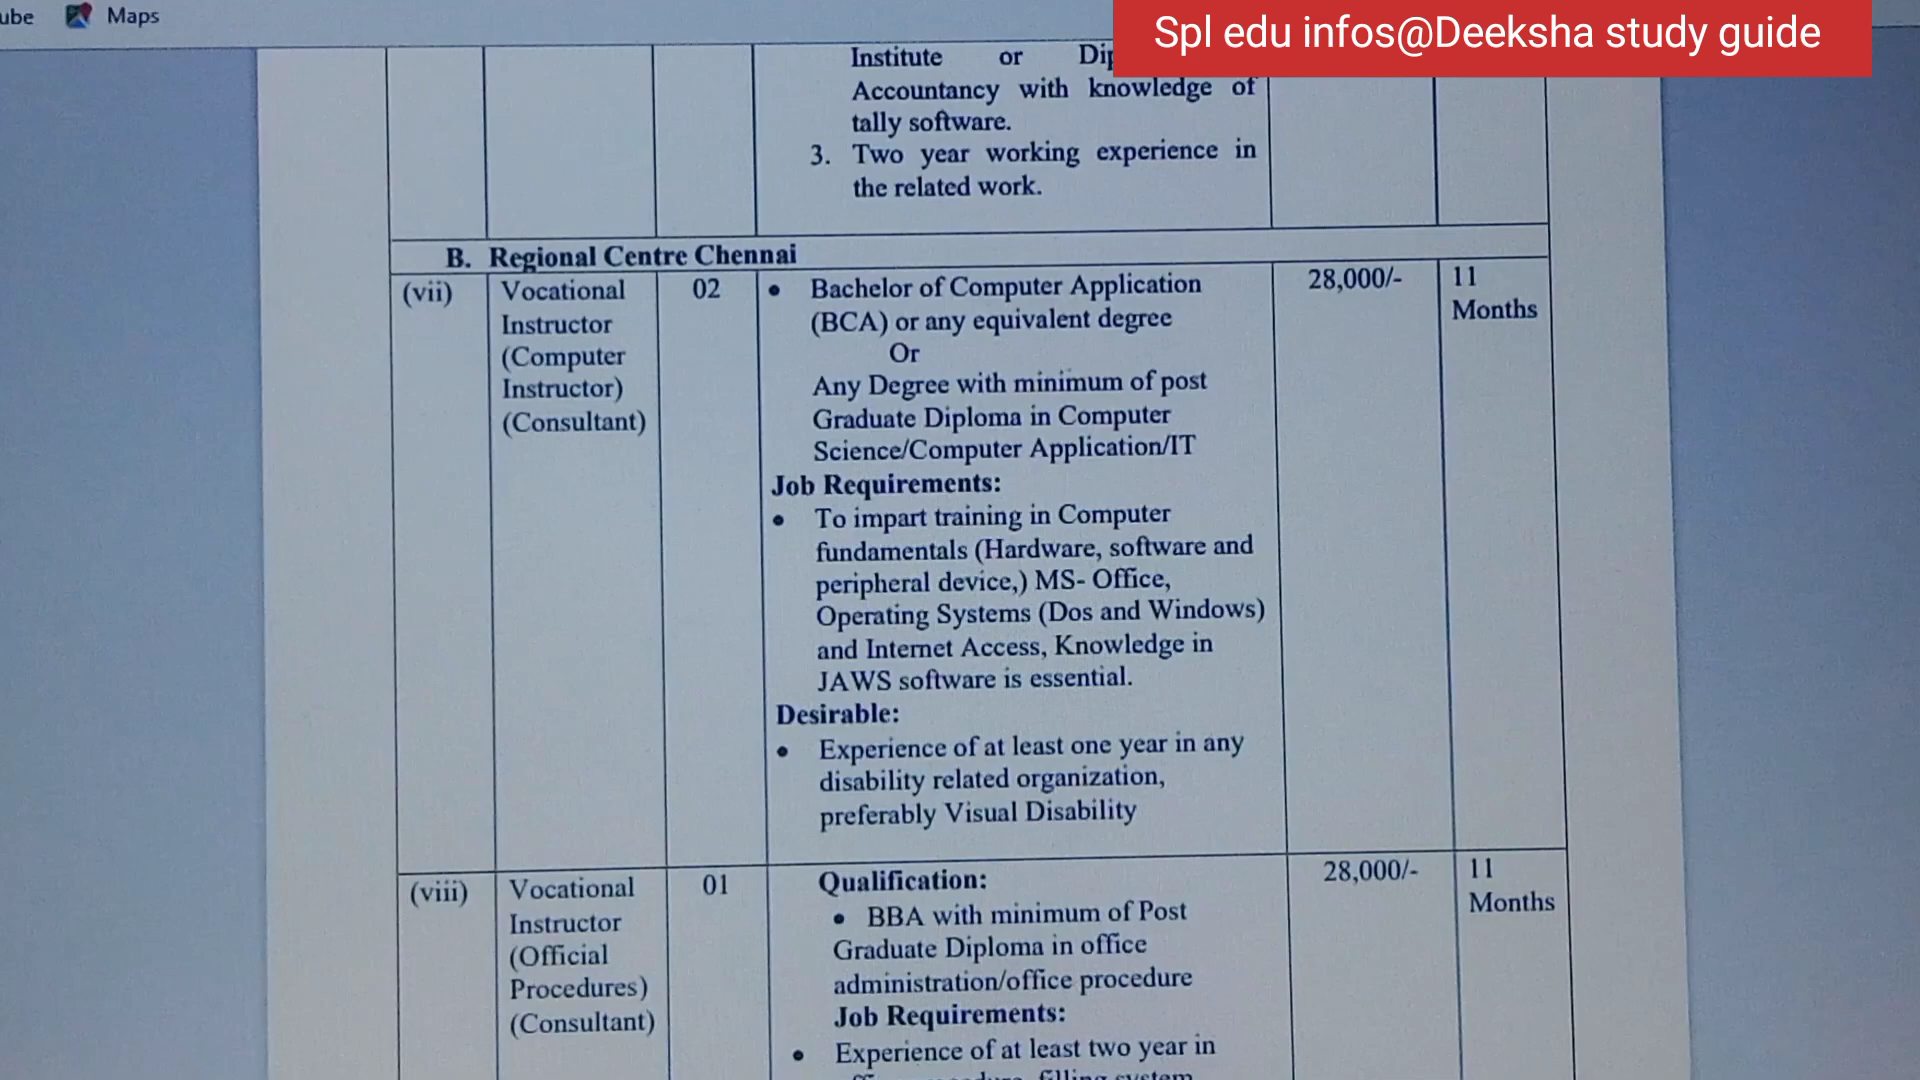 ube Maps
Spl edu infos@Deeksha study guide
Institute or
Accountancy with knowledge of
tally software.
3. Two year working experience in
the related work.
B. Regional Centre Chennai
(vii) Vocational 02 • Bachelor of Computer Application 28,000/- 11
Instructor (BCA) or any equivalent degree Months
(Computer Or
Instructor) Any Degree with minimum of post
(Consultant) Graduate Diploma in Computer
Science/Computer Application/IT
Job Requirements:
• To impart training in Computer
fundamentals (Hardware, software and
peripheral device,) MS- Office,
Operating Systems (Dos and Windows)
and Internet Access, Knowledge in
JAWS software is essential.
Desirable:
• Experience of at least one year in any
disability related organization,
preferably Visual Disability
(viii) Vocational 01 Qualification: 28,000/- 11
Instructor • BBA with minimum of Post Months
(Official Graduate Diploma in office
Procedures) administration/office procedure
(Consultant) Job Requirements:
• Experience of at least two year in
filling system